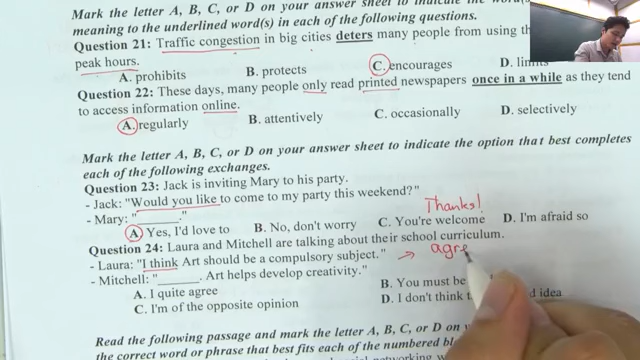 Mark the letter A, B, C, or D on your answer sheet to indicate the
meaning to the underlined word(s) in each of the following questions.
Question 21: Traffic congestion in big cities deters many people from using
peak hours.
A. prohibits B. protects C. encourages D. limits
Question 22: These days, many people only read printed newspapers once in a while as they tend
to access information online.
A. regularly B. attentively C. occasionally D. selectively
Mark the letter A, B, C, or D on your answer sheet to indicate the option that best completes
each of the following exchanges.
Question 23: Jack is inviting Mary to his party.
- Jack: "Would you like to come to my party this weekend?"
- Mary: "______."
Thanks!
A. Yes, I'd love to B. No, don't worry C. You're welcome D. I'm afraid so
Question 24: Laura and Mitchell are talking about their school curriculum.
- Laura: "I think Art should be a compulsory subject." → agre
- Mitchell: "______. Art helps develop creativity."
A. I quite agree B. You must be
C. I'm of the opposite opinion D. I don't think idea
Read the following passage and mark the letter A, B, C, or D on
the correct word or phrase that best fits each of the numbered
networking